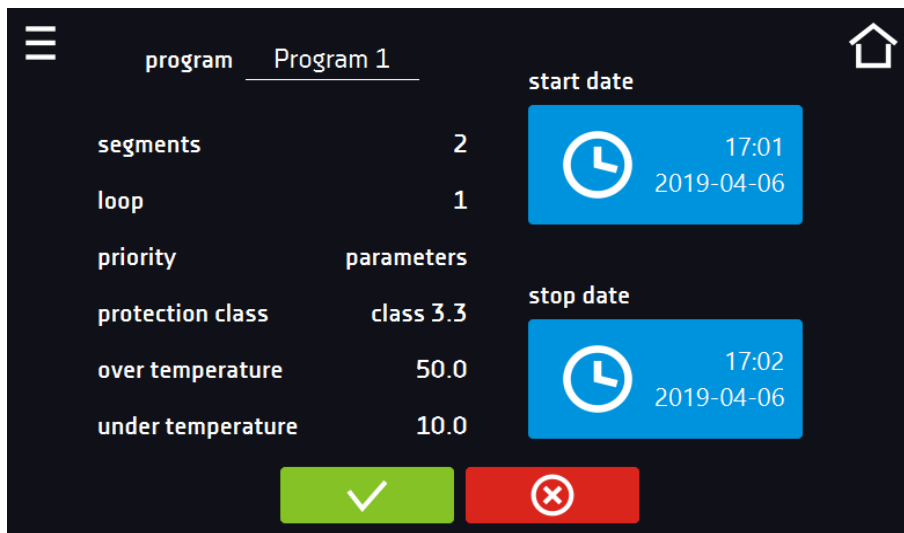 program Program 1
segments 2
loop 1
priority parameters
protection class class 3.3
over temperature 50.0
under temperature 10.0
start date
17:01
2019-04-06
stop date
17:02
2019-04-06